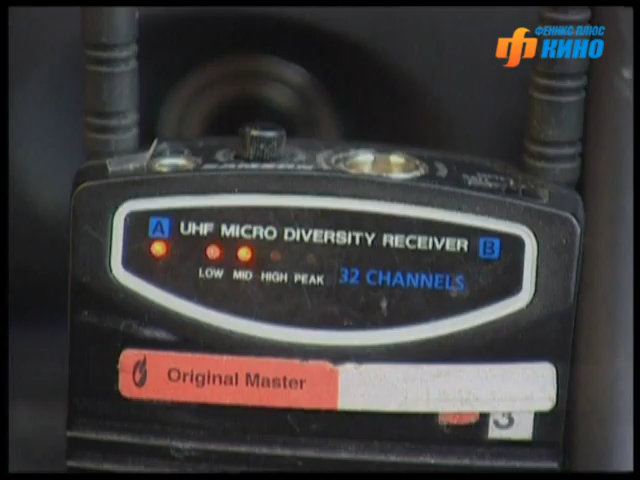 ФЕНИКС ПЛЮС
КИНО
A UHF MICRO DIVERSITY RECEIVER B
LOW MID HIGH PEAK 32 CHANNELS
Original Master
3